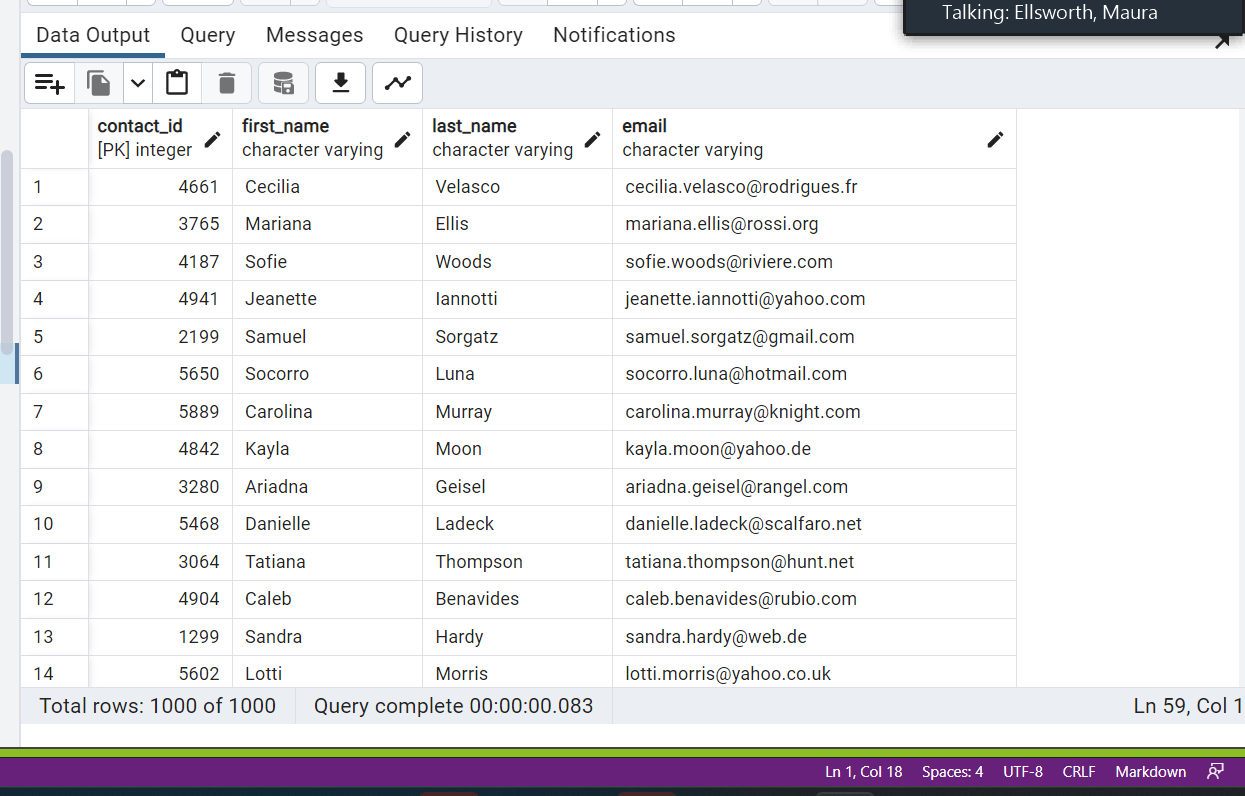 Talking: Ellsworth, Maura
Data Output Query Messages Query History Notifications
contact_id first_name last_name email
[PK] integer character varying character varying character varying
1 4661 Cecilia Velasco cecilia.velasco@rodrigues.fr
2 3765 Mariana Ellis mariana.ellis@rossi.org
3 4187 Sofie Woods sofie.woods@riviere.com
4 4941 Jeanette Iannotti jeanette.iannotti@yahoo.com
5 2199 Samuel Sorgatz samuel.sorgatz@gmail.com
6 5650 Socorro Luna socorro.luna@hotmail.com
7 5889 Carolina Murray carolina.murray@knight.com
8 4842 Kayla Moon kayla.moon@yahoo.de
9 3280 Ariadna Geisel ariadna.geisel@rangel.com
10 5468 Danielle Ladeck danielle.ladeck@scalfaro.net
11 3064 Tatiana Thompson tatiana.thompson@hunt.net
12 4904 Caleb Benavides caleb.benavides@rubio.com
13 1299 Sandra Hardy sandra.hardy@web.de
14 5602 Lotti Morris lotti.morris@yahoo.co.uk
Total rows: 1000 of 1000 Query complete 00:00:00.083 Ln 59, Col 1
Ln 1, Col 18 Spaces: 4 UTF-8 CRLF Markdown